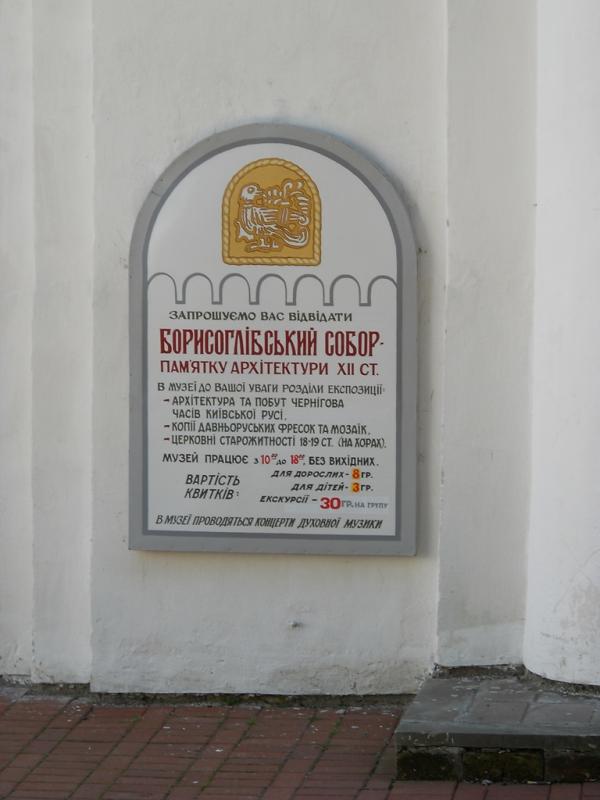 ЗАПРОШУЄМО ВАС ВІДВІДАТИ
БОРИСОГЛІБСЬКИЙ СОБОР-
ПАМ'ЯТКУ АРХІТЕКТУРИ XII СТ.
В МУЗЕЇ ДО ВАШОЇ УВАГИ РОЗДІЛИ ЕКСПОЗИЦІЇ:
- АРХІТЕКТУРА ТА ПОБУТ ЧЕРНІГОВА
ЧАСІВ КИЇВСЬКОЇ РУСІ,
- КОПІЇ ДАВНЬОРУСЬКИХ ФРЕСОК ТА МОЗАЇК,
- ЦЕРКОВНІ СТАРОЖИТНОСТІ 18-19 СТ. (НА ХОРАХ).
МУЗЕЙ ПРАЦЮЄ З 10⁰⁰ ДО 18⁰⁰, БЕЗ ВИХІДНИХ.
ВАРТІСТЬ КВИТКІВ:
ДЛЯ ДОРОСЛИХ - 8 ГР.
ДЛЯ ДІТЕЙ - 3 ГР.
ЕКСКУРСІЇ - 30 ГР. НА ГРУПУ
В МУЗЕЇ ПРОВОДЯТЬСЯ КОНЦЕРТИ ДУХОВНОЇ МУЗИКИ